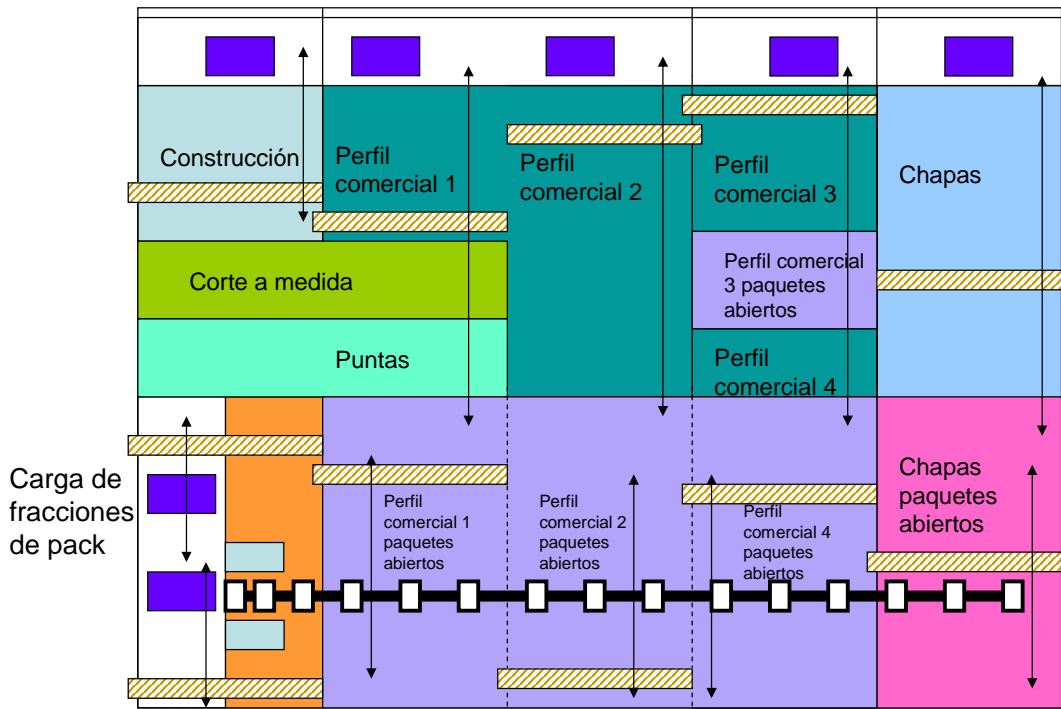 Construcción
Perfil
comercial 1
Perfil
comercial 2
Perfil
comercial 3
Chapas
Perfil comercial
3 paquetes
abiertos
Corte a medida
Puntas
Perfil
comercial 4
Carga de
fracciones
de pack
Perfil
comercial 1
paquetes
abiertos
Perfil
comercial 2
paquetes
abiertos
Perfil
comercial 4
paquetes
abiertos
Chapas
paquetes
abiertos